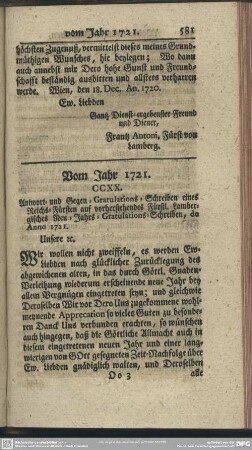 vom Jahr 1721. 581
höchsten Zugenuß, vermittelst dieses meines Grund-
müthigen Wunsches, hie beylegen; Wo dann
auch annebst mir Dero hohe Gunst und Freund-
schafft beständig ausbitten und allstets verharren
werde. Wien, den 18. Dec. An. 1720.
Ew. Liebden
Gantz Dienst-ergebenster Freund
und Diener,
Frantz Antoni, Fürst von
Lamberg.
Vom Jahr 1721.
CCXX.
Antwort- und Gegen-Gratulations-Schreiben eines
Reichs-Fürsten auf vorherstehendes Fürstl. Lamber-
gisches Neu-Jahrs-Gratulations-Schreiben, de
Anno 1721.
Unsere ꝛc.
Wir wollen nicht zweiffeln, es werden Ew.
Liebden nach glücklicher Zurücklegung des
abgewichenen alten, in das durch Göttl. Gnaden-
Verleihung wiederum erscheinende neue Jahr bey
allem Vergnügen eingetretten seyn; und gleichwie
Deroselben Wir vor Dero Uns zugekommene wohl-
meynende Apprecation so vieles Guten zu besonde-
ren Danck Uns verbunden erachten, so wünschen
auch hingegen, daß die Göttliche Allmacht auch in
diesem eingetrettenen neuen Jahr und einer lang-
wierigen von GOtt gesegneten Zeit-Nachfolge über
Ew. Liebden gnädiglich walten, und Deroselben
Oo 3 alle